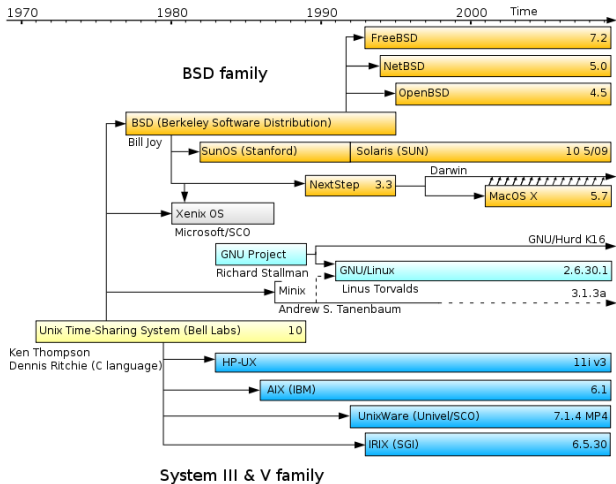 1970 1980 1990 2000 Time
FreeBSD 7.2
NetBSD 5.0
BSD family
OpenBSD 4.5
BSD (Berkeley Software Distribution)
Bill Joy
SunOS (Stanford) Solaris (SUN) 10 5/09
Darwin
NextStep 3.3
MacOS X 5.7
Xenix OS
Microsoft/SCO
GNU/Hurd K16
GNU Project
Richard Stallman
GNU/Linux 2.6.30.1
Linus Torvalds
Minix 3.1.3a
Andrew S. Tanenbaum
Unix Time-Sharing System (Bell Labs) 10
Ken Thompson
Dennis Ritchie (C language)
HP-UX 11i v3
AIX (IBM) 6.1
UnixWare (Univel/SCO) 7.1.4 MP4
IRIX (SGI) 6.5.30
System III & V family